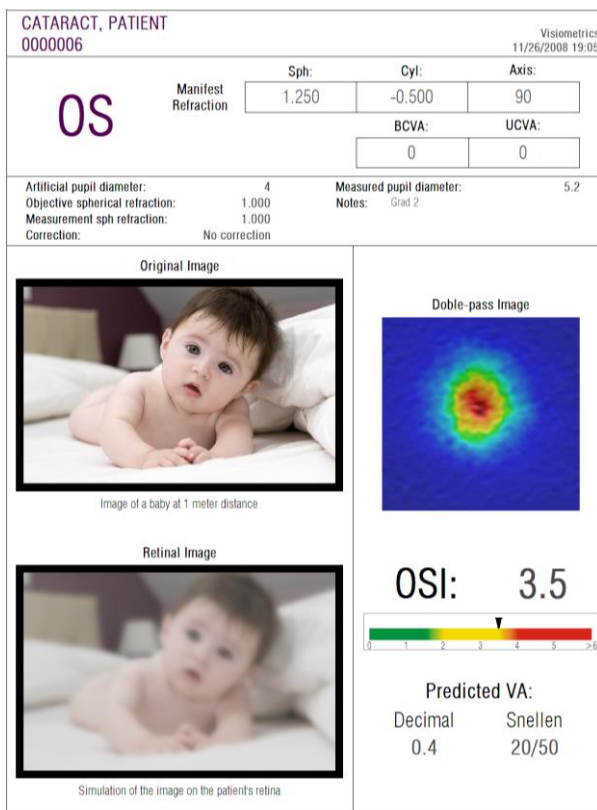 CATARACT, PATIENT
0000006
Visiometrics
11/26/2008 19:05
OS
Manifest
Refraction
Sph: Cyl: Axis:
1.250 -0.500 90
BCVA: UCVA:
0 0
Artificial pupil diameter: 4
Objective spherical refraction: 1.000
Measurement sph refraction: 1.000
Correction: No correction
Measured pupil diameter: 5.2
Notes: Grad 2
Original Image
Image of a baby at 1 meter distance
Retinal Image
Simulation of the image on the patient's retina
Doble-pass Image
OSI: 3.5
0 1 2 3 4 5 >6
Predicted VA:
Decimal Snellen
0.4 20/50